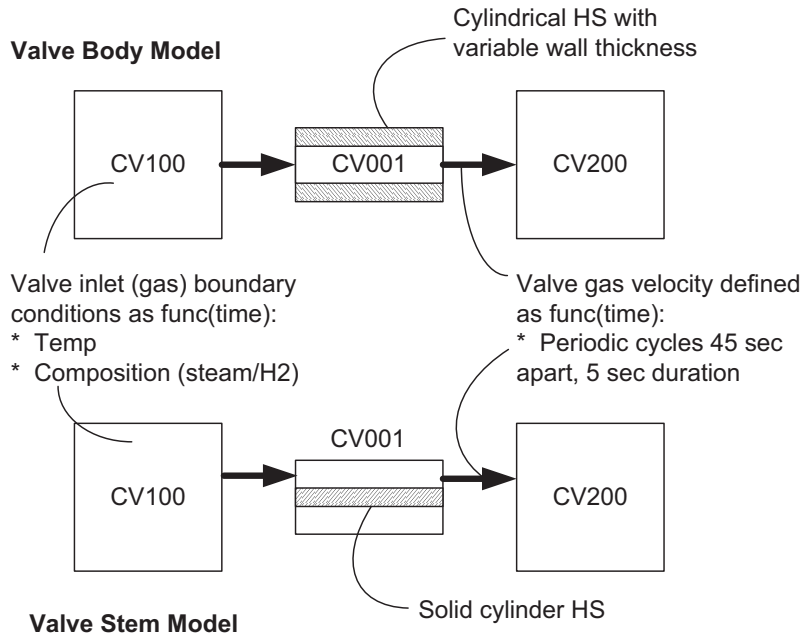 Cylindrical HS with
variable wall thickness
Valve Body Model
CV100
CV001
CV200
Valve inlet (gas) boundary
conditions as func(time):
* Temp
* Composition (steam/H2)
Valve gas velocity defined
as func(time):
* Periodic cycles 45 sec
apart, 5 sec duration
CV001
CV100
CV200
Solid cylinder HS
Valve Stem Model